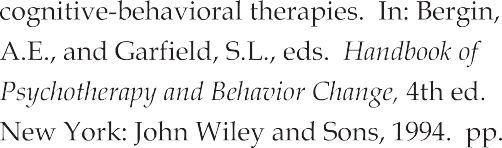 cognitive-behavioral therapies.  In: Bergin,
A.E., and Garfield, S.L., eds.  Handbook of
Psychotherapy and Behavior Change, 4th ed.
New York: John Wiley and Sons, 1994.  pp.